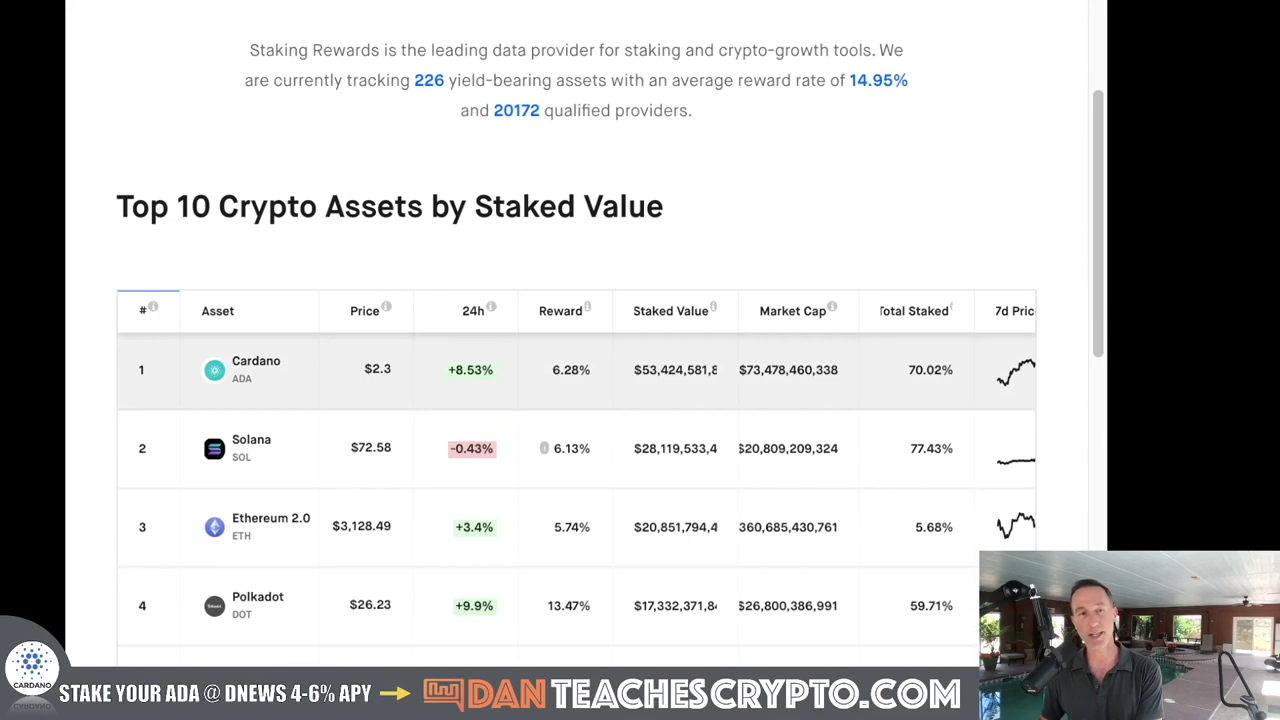 Staking Rewards is the leading data provider for staking and crypto-growth tools. We
are currently tracking 226 yield-bearing assets with an average reward rate of 14.95%
and 20172 qualified providers.
Top 10 Crypto Assets by Staked Value
# Asset Price 24h Reward Staked Value Market Cap Total Staked 7d Pric
1 Cardano ADA $2.3 +8.53% 6.28% $53,424,581,8 $73,478,460,338 70.02%
2 Solana SOL $72.58 -0.43% 6.13% $28,119,533,4 $20,809,209,324 77.43%
3 Ethereum 2.0 ETH $3,128.49 +3.4% 5.74% $20,851,794,4 360,685,430,761 5.68%
4 Polkadot DOT $26.23 +9.9% 13.47% $17,332,371,84 $26,800,386,991 59.71%
CARDANO
STAKE YOUR ADA @ DNEWS 4-6% APY DANTEACHESCRYPTO.COM